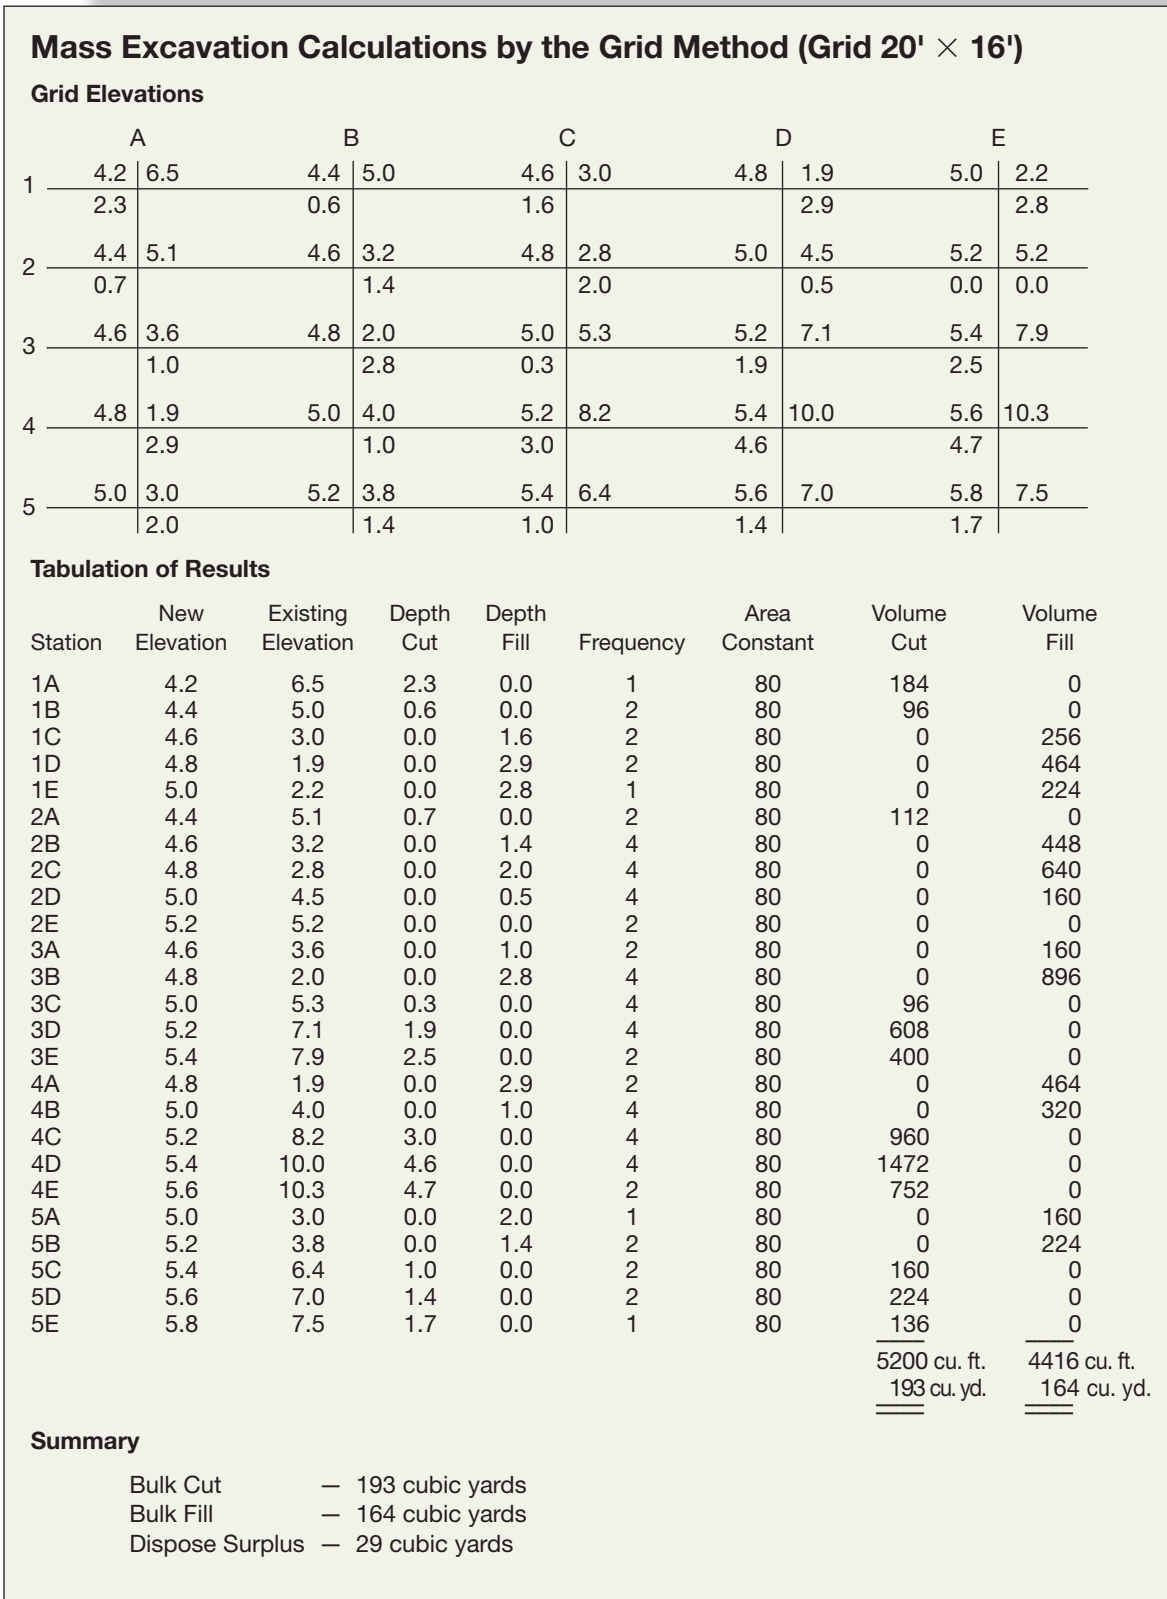 Mass Excavation Calculations by the Grid Method (Grid 20' × 16')
Grid Elevations
A B C D E
1 4.2 6.5 4.4 5.0 4.6 3.0 4.8 1.9 5.0 2.2
2.3 0.6 1.6 2.9 2.8
2 4.4 5.1 4.6 3.2 4.8 2.8 5.0 4.5 5.2 5.2
0.7 1.4 2.0 0.5 0.0 0.0
3 4.6 3.6 4.8 2.0 5.0 5.3 5.2 7.1 5.4 7.9
1.0 2.8 0.3 1.9 2.5
4 4.8 1.9 5.0 4.0 5.2 8.2 5.4 10.0 5.6 10.3
2.9 1.0 3.0 4.6 4.7
5 5.0 3.0 5.2 3.8 5.4 6.4 5.6 7.0 5.8 7.5
2.0 1.4 1.0 1.4 1.7
Tabulation of Results
New Existing Depth Depth Area Volume Volume
Station Elevation Elevation Cut Fill Frequency Constant Cut Fill
1A 4.2 6.5 2.3 0.0 1 80 184 0
1B 4.4 5.0 0.6 0.0 2 80 96 0
1C 4.6 3.0 0.0 1.6 2 80 0 256
1D 4.8 1.9 0.0 2.9 2 80 0 464
1E 5.0 2.2 0.0 2.8 1 80 0 224
2A 4.4 5.1 0.7 0.0 2 80 112 0
2B 4.6 3.2 0.0 1.4 4 80 0 448
2C 4.8 2.8 0.0 2.0 4 80 0 640
2D 5.0 4.5 0.0 0.5 4 80 0 160
2E 5.2 5.2 0.0 0.0 2 80 0 0
3A 4.6 3.6 0.0 1.0 2 80 0 160
3B 4.8 2.0 0.0 2.8 4 80 0 896
3C 5.0 5.3 0.3 0.0 4 80 96 0
3D 5.2 7.1 1.9 0.0 4 80 608 0
3E 5.4 7.9 2.5 0.0 2 80 400 0
4A 4.8 1.9 0.0 2.9 2 80 0 464
4B 5.0 4.0 0.0 1.0 4 80 0 320
4C 5.2 8.2 3.0 0.0 4 80 960 0
4D 5.4 10.0 4.6 0.0 4 80 1472 0
4E 5.6 10.3 4.7 0.0 2 80 752 0
5A 5.0 3.0 0.0 2.0 1 80 0 160
5B 5.2 3.8 0.0 1.4 2 80 0 224
5C 5.4 6.4 1.0 0.0 2 80 160 0
5D 5.6 7.0 1.4 0.0 2 80 224 0
5E 5.8 7.5 1.7 0.0 1 80 136 0
5200 cu. ft. 4416 cu. ft.
193 cu. yd. 164 cu. yd.
Summary
Bulk Cut – 193 cubic yards
Bulk Fill – 164 cubic yards
Dispose Surplus – 29 cubic yards